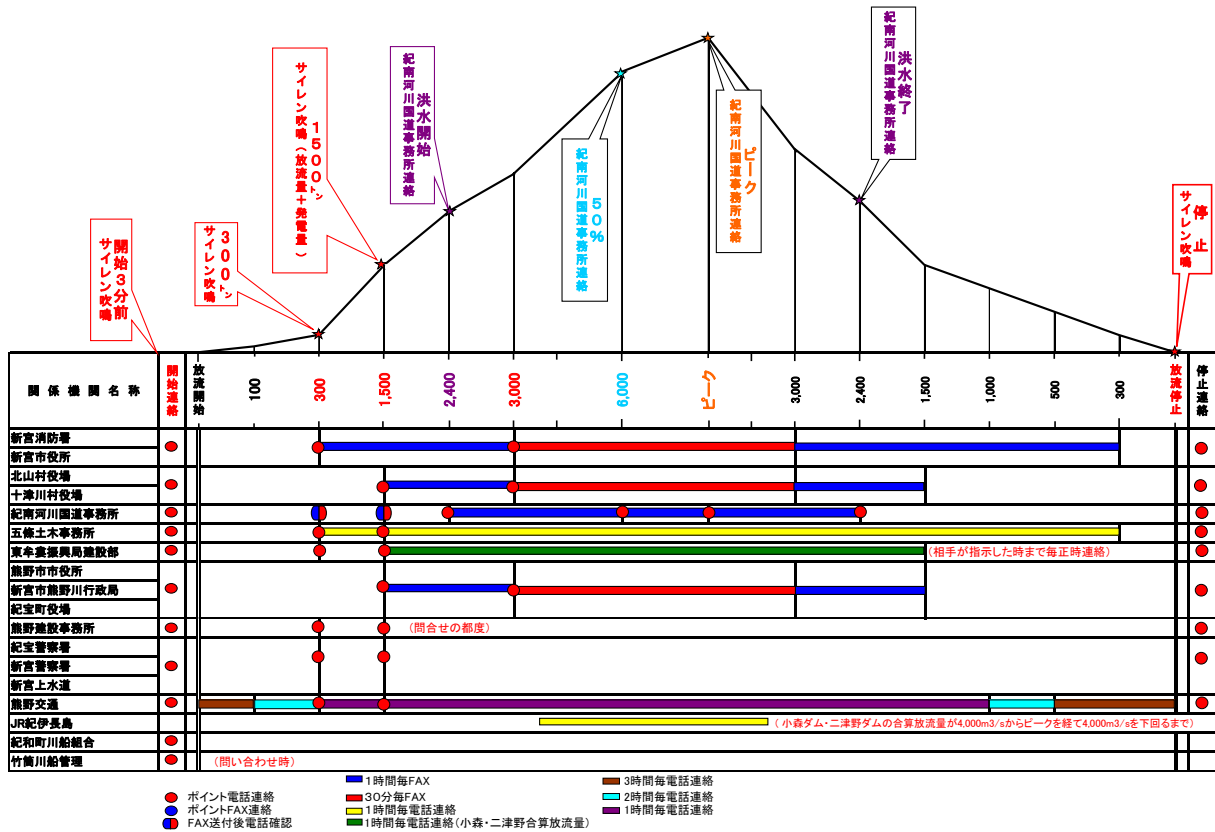 開始3分前
サイレン吹鳴
300㌧
サイレン吹鳴
1500㌧
サイレン吹鳴(放流量+発電量)
洪水開始
紀南河川国道事務所連絡
50%
紀南河川国道事務所連絡
ピーク
紀南河川国道事務所連絡
洪水終了
紀南河川国道事務所連絡
停止
サイレン吹鳴
関係機関名称
開始連絡
放流開始
100
300
1,500
2,400
3,000
6,000
ピーク
3,000
2,400
1,500
1,000
500
300
放流停止
停止連絡
新宮消防署
新宮市役所
北山村役場
十津川村役場
紀南河川国道事務所
五條土木事務所
東牟婁振興局建設部
(相手が指示した時まで毎正時連絡)
熊野市市役所
新宮市熊野川行政局
紀宝町役場
熊野建設事務所
(問合せの都度)
紀宝警察署
新宮警察署
新宮上水道
熊野交通
JR紀伊長島
(小森ダム・二津野ダムの合算放流量が4,000m3/sからピークを経て4,000m3/sを下回るまで)
紀和町川船組合
竹筒川船管理
(問い合わせ時)
ポイント電話連絡
ポイントFAX連絡
FAX送付後電話確認
1時間毎FAX
30分毎FAX
1時間毎電話連絡
1時間毎電話連絡(小森・二津野合算放流量)
3時間毎電話連絡
2時間毎電話連絡
1時間毎電話連絡